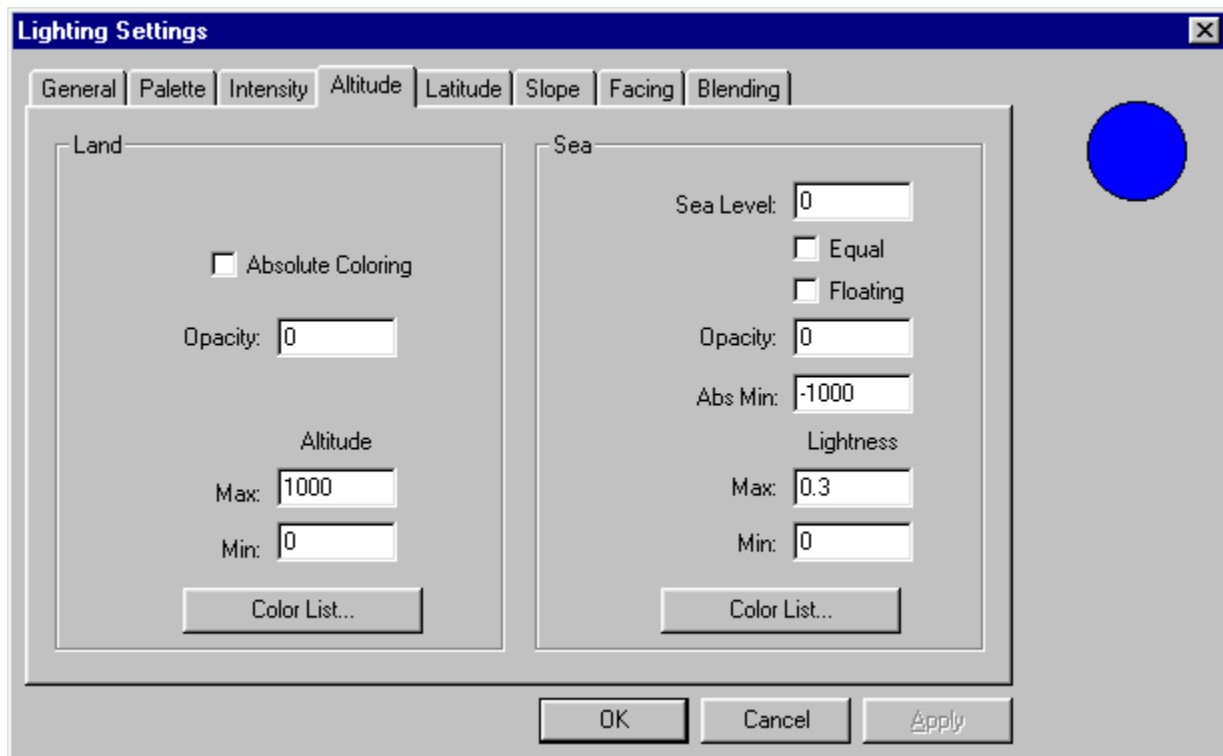 Lighting Settings
General Palette Intensity Altitude Latitude Slope Facing Blending
Land
Absolute Coloring
Opacity: 0
Altitude
Max: 1000
Min: 0
Color List...
Sea
Sea Level: 0
Equal
Floating
Opacity: 0
Abs Min: -1000
Lightness
Max: 0.3
Min: 0
Color List...
OK Cancel Apply